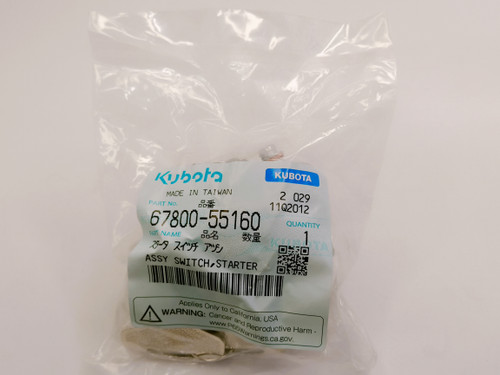 Kubota KUBOTA
MADE IN TAIWAN 2 029
PART NO. 品番 11Q2012
67800-55160 QUANTITY
PART NAME 品名 数量 1
スタータ スイッチ アッシ KUBOTA
ASSY SWITCH,STARTER
Applies Only to California, USA
WARNING: Cancer and Reproductive Harm -
www.P65Warnings.ca.gov.